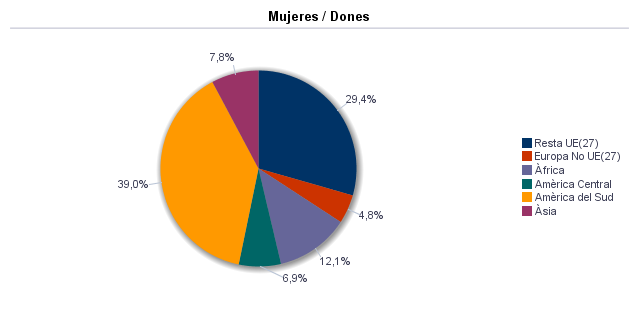 Mujeres / Dones
7,8%
29,4%
39,0%
4,8%
12,1%
6,9%
Resta UE(27)
Europa No UE(27)
Àfrica
Amèrica Central
Amèrica del Sud
Àsia